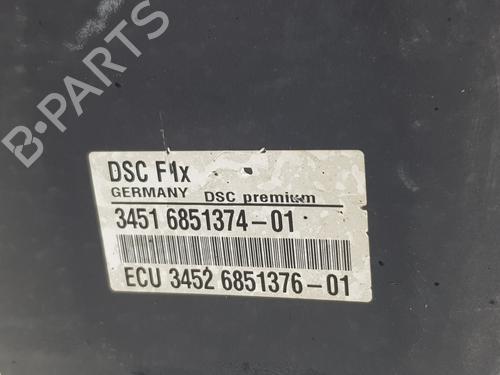 B-PARTS
DSC F1x
GERMANY DSC premium
3451 6851374-01
ECU 3452 6851376-01